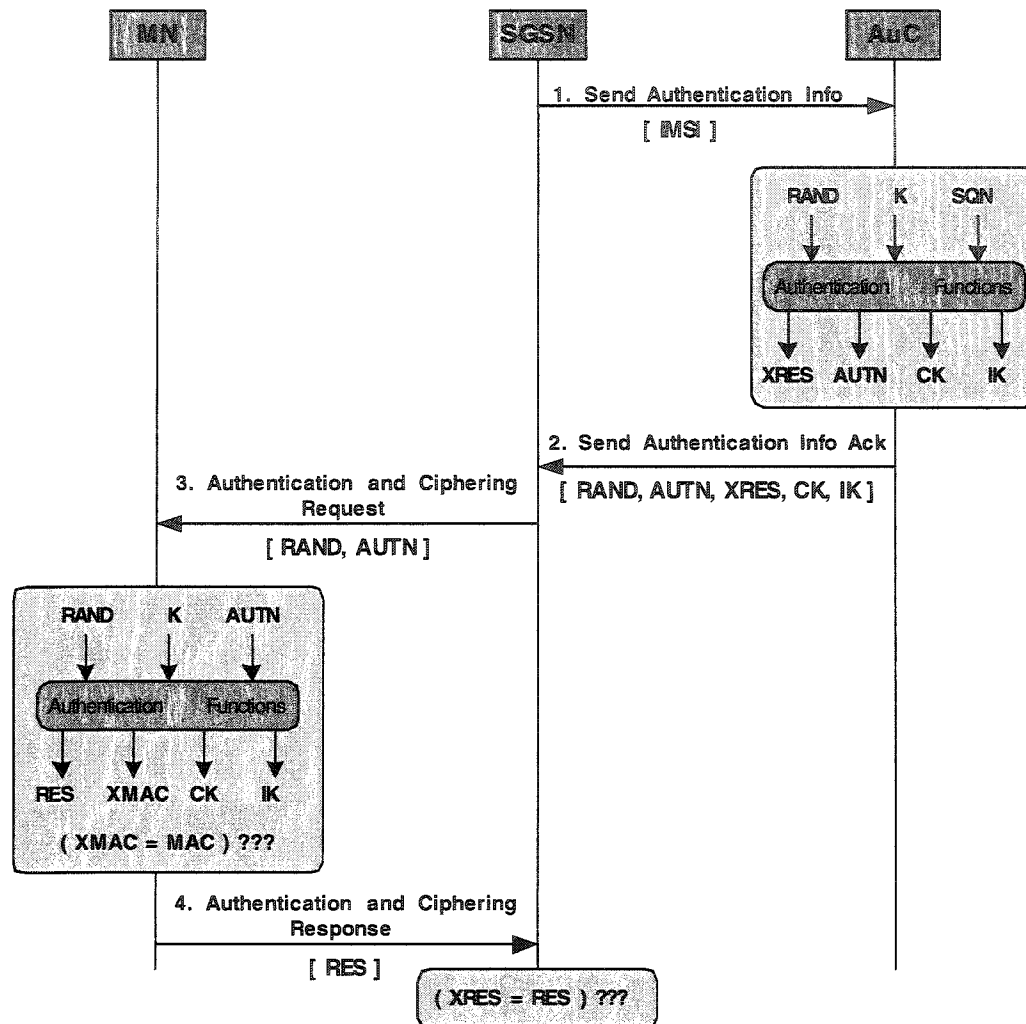 MN SGSN AuC
1. Send Authentication Info
[ IMSI ]
RAND K SQN
Authentication Functions
XRES AUTN CK IK
2. Send Authentication Info Ack
[ RAND, AUTN, XRES, CK, IK ]
3. Authentication and Ciphering
Request
[ RAND, AUTN ]
RAND K AUTN
Authentication Functions
RES XMAC CK IK
( XMAC = MAC ) ???
4. Authentication and Ciphering
Response
[ RES ]
( XRES = RES ) ???